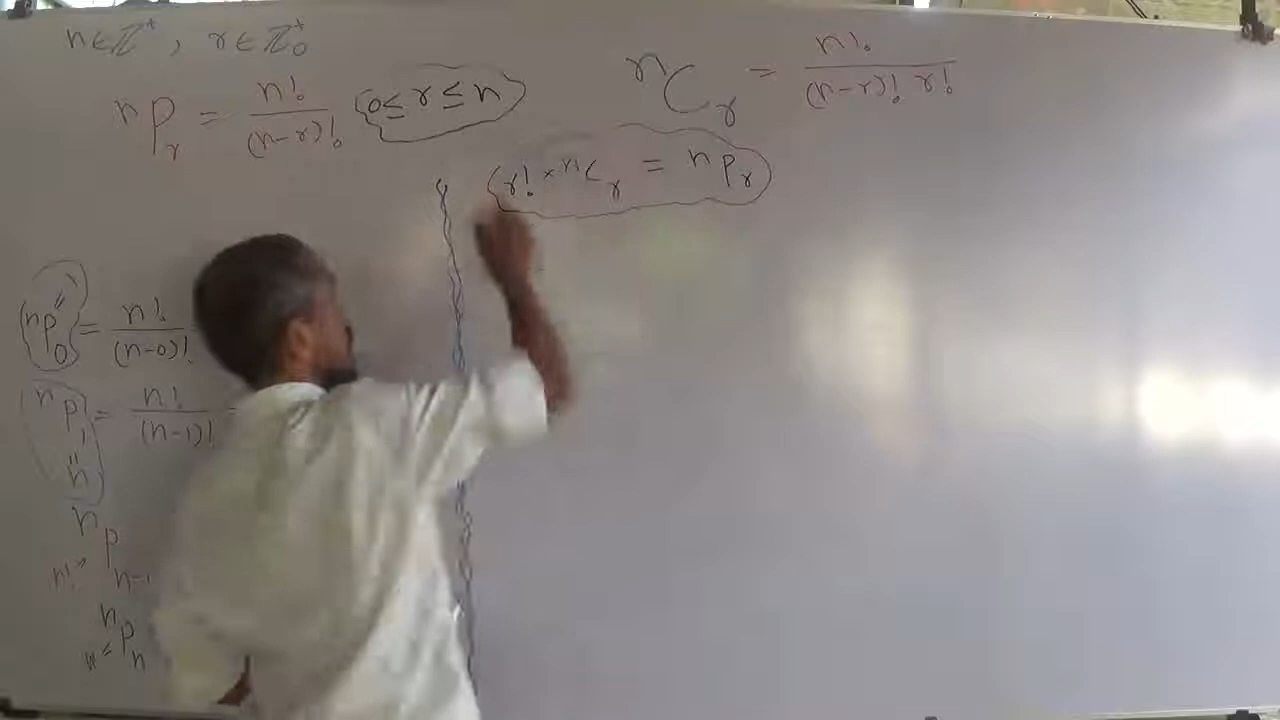 n ∈ ℤ⁺, r ∈ ℤ₀⁺
ⁿPᵣ = n!/(n-r)! (0 ≤ r ≤ n)
ⁿCᵣ = n!/((n-r)! r!)
r! × ⁿCᵣ = ⁿPᵣ
ⁿP₀ = n!/(n-0)!
ⁿP₁ = n!/(n-1)!
n
ⁿPₙ₋₁
n! =
ⁿPₙ